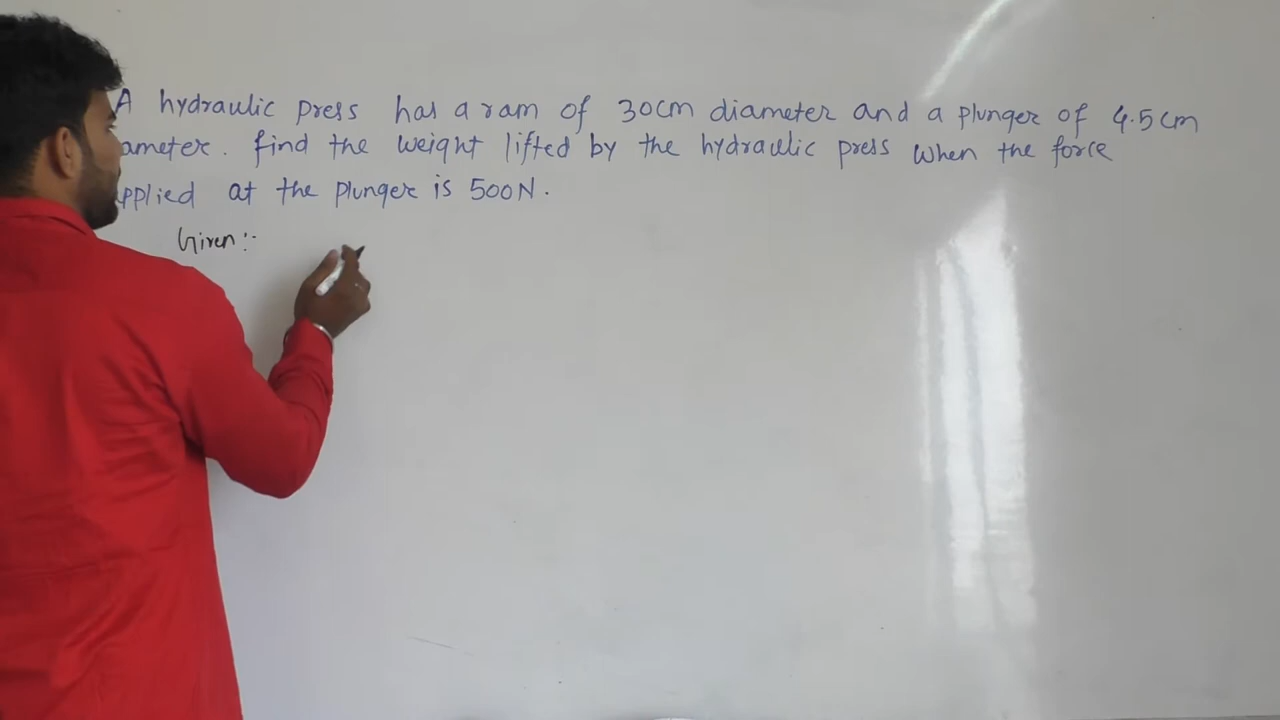 A hydraulic press has a ram of 30cm diameter and a plunger of 4.5cm
ameter. find the weight lifted by the hydraulic press when the force
pplied at the plunger is 500N.
Given:-